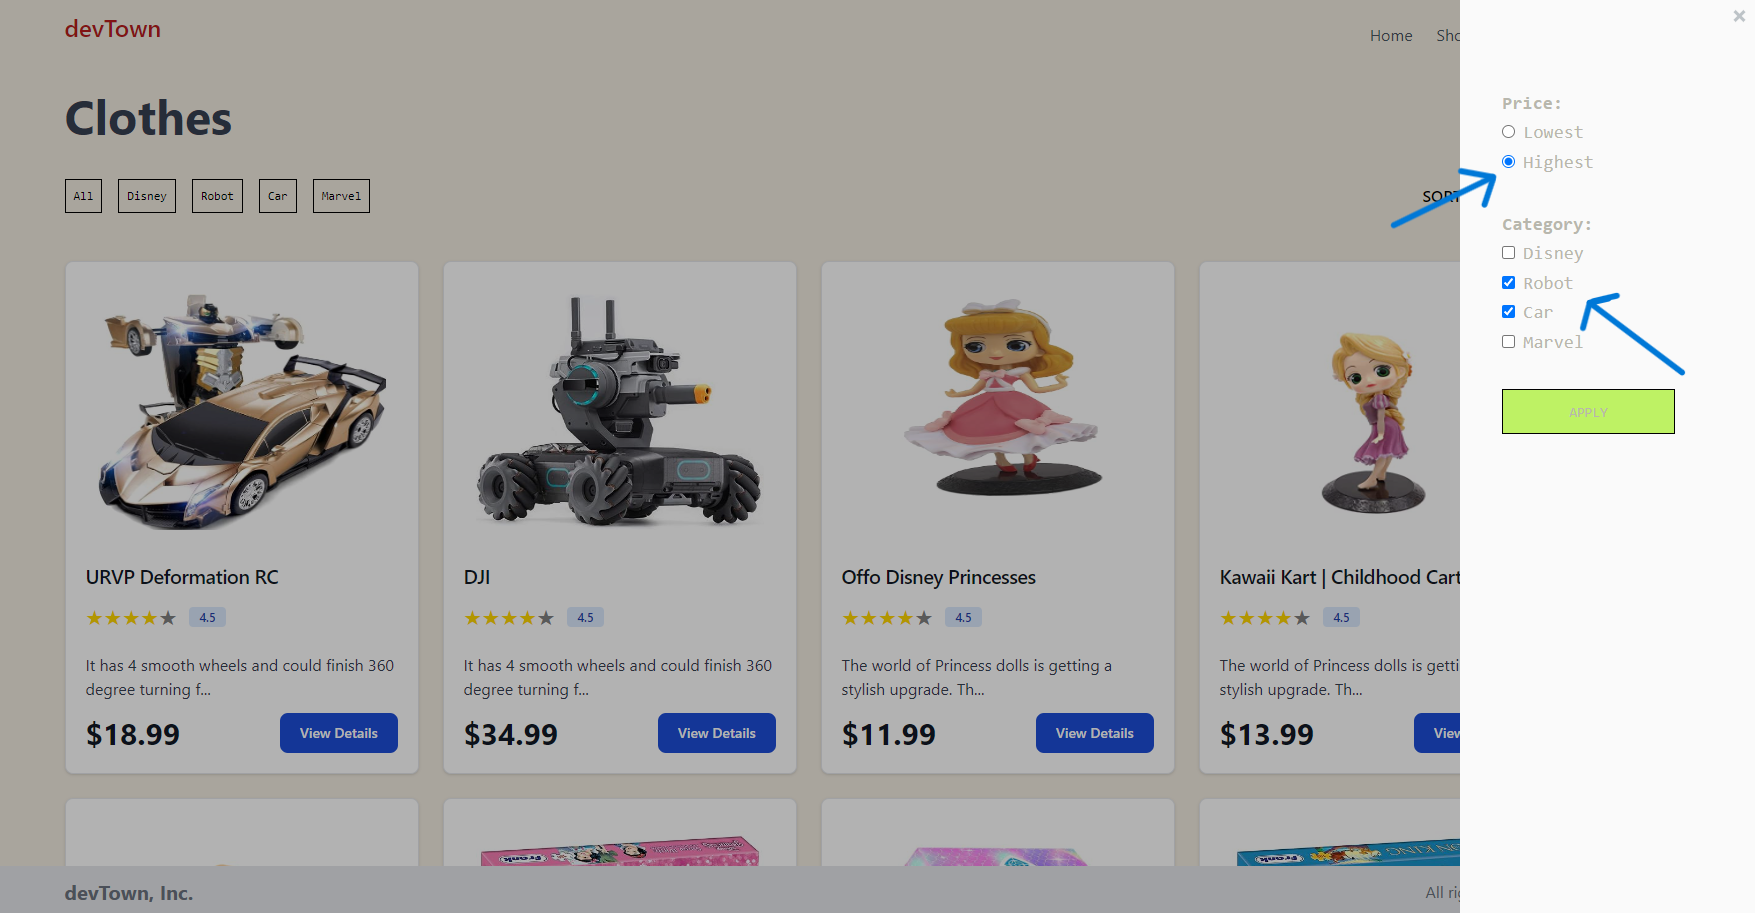 devTown
Home Sho
×
Clothes
All Disney Robot Car Marvel
SORT
Price:
Lowest
Highest
Category:
Disney
Robot
Car
Marvel
APPLY
URVP Deformation RC
★★★★★ 4.5
It has 4 smooth wheels and could finish 360
degree turning f...
$18.99 View Details
DJI
★★★★★ 4.5
It has 4 smooth wheels and could finish 360
degree turning f...
$34.99 View Details
Offo Disney Princesses
★★★★★ 4.5
The world of Princess dolls is getting a
stylish upgrade. Th...
$11.99 View Details
Kawaii Kart | Childhood Cart
★★★★★ 4.5
The world of Princess dolls is getti
stylish upgrade. Th...
$13.99 View
Frank
Frank
Frank
devTown, Inc.
All rig